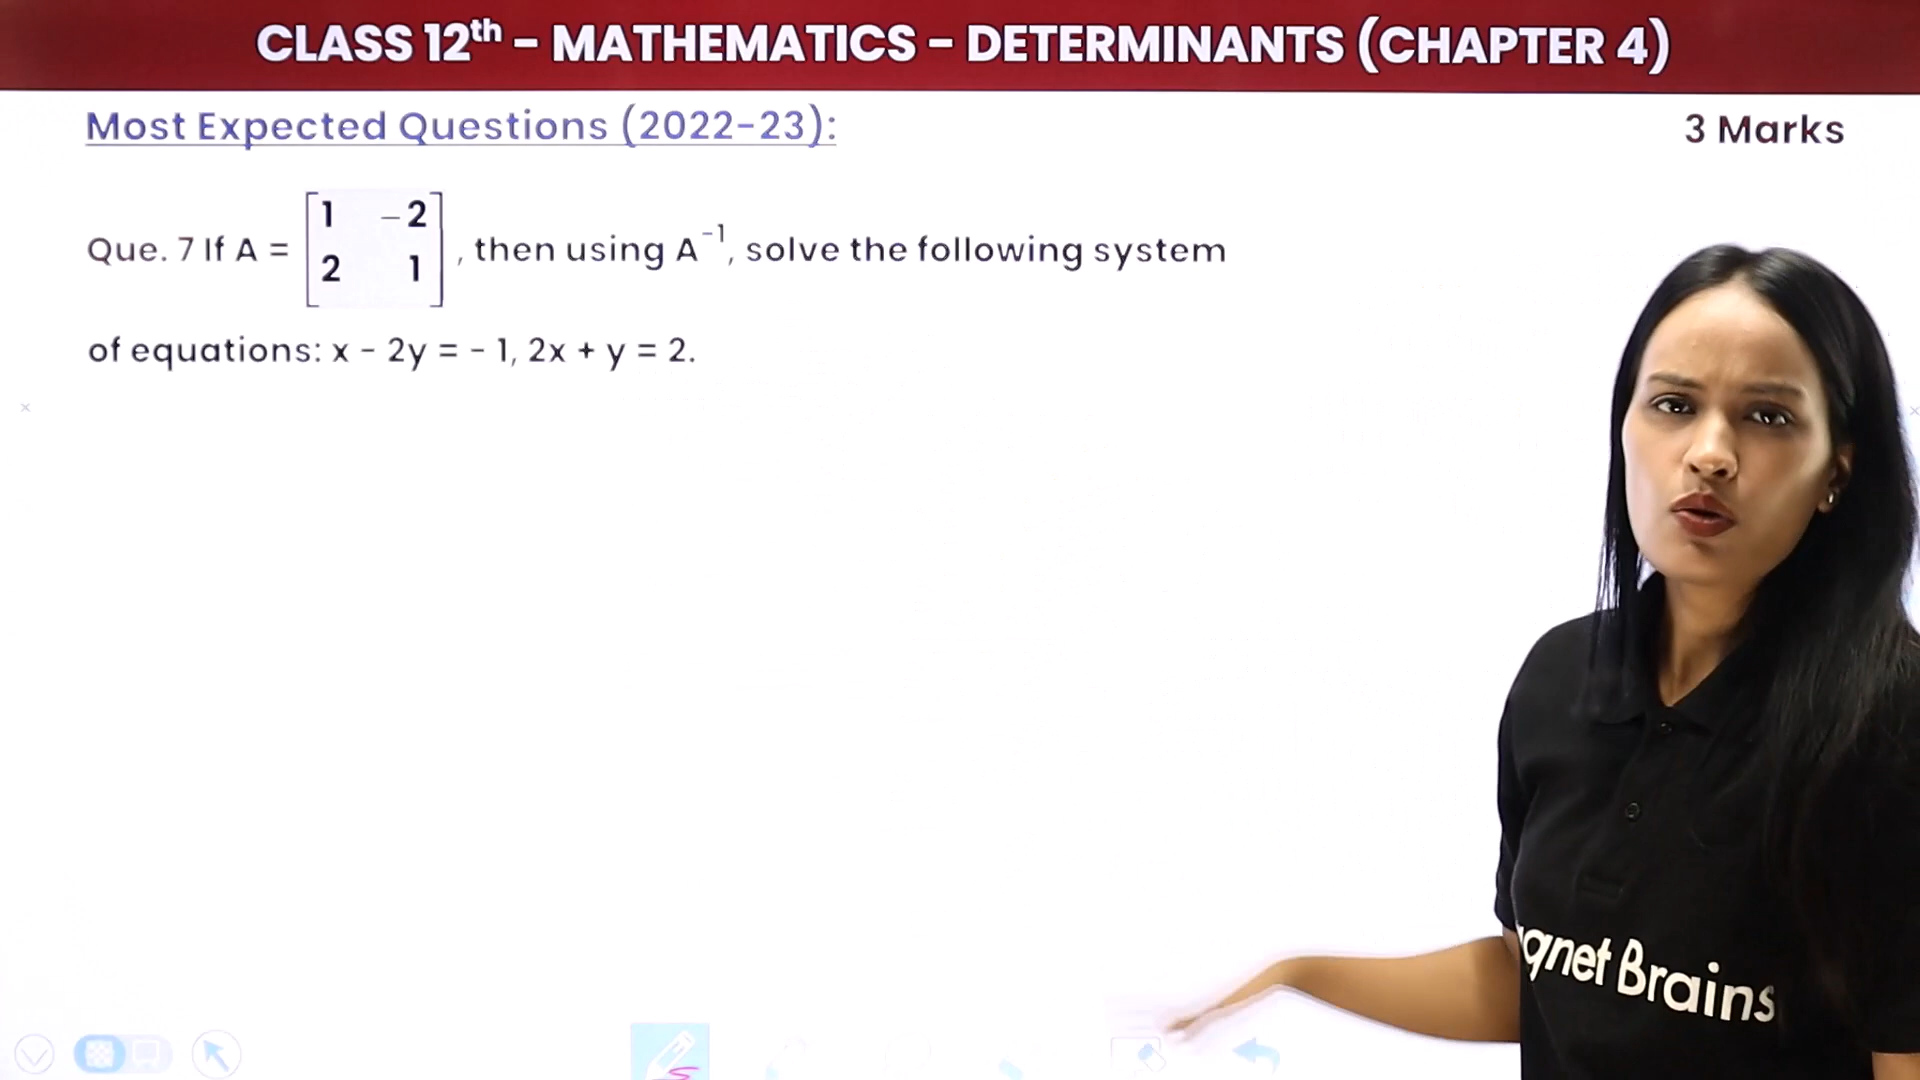 CLASS 12th - MATHEMATICS - DETERMINANTS (CHAPTER 4)
Most Expected Questions (2022-23):
3 Marks
Que. 7 If A = [1 -2
2 1], then using A⁻¹, solve the following system
of equations: x - 2y = - 1, 2x + y = 2.
gnet Brains